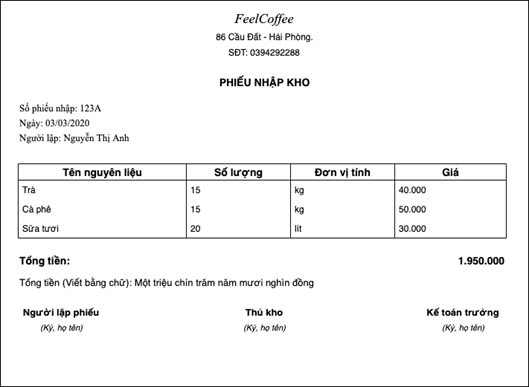 FeelCoffee
86 Cầu Đất - Hải Phòng.
SĐT: 0394292288
PHIẾU NHẬP KHO
Số phiếu nhập: 123A
Ngày: 03/03/2020
Người lập: Nguyễn Thị Anh
Tên nguyên liệu Số lượng Đơn vị tính Giá
Trà 15 kg 40.000
Cà phê 15 kg 50.000
Sữa tươi 20 lít 30.000
Tổng tiền: 1.950.000
Tổng tiền (Viết bằng chữ): Một triệu chín trăm năm mươi nghìn đồng
Người lập phiếu Thủ kho Kế toán trưởng
(Ký, họ tên) (Ký, họ tên) (Ký, họ tên)